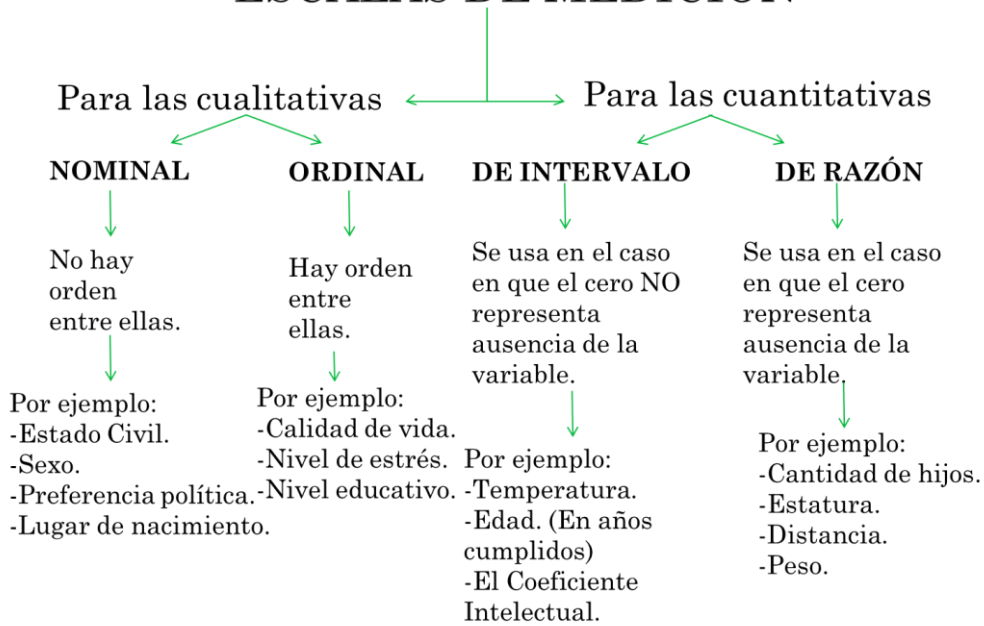 ESCALAS DE MEDICIÓN
Para las cualitativas
Para las cuantitativas
NOMINAL
ORDINAL
DE INTERVALO
DE RAZÓN
No hay
orden
entre ellas.
Hay orden
entre
ellas.
Se usa en el caso
en que el cero NO
representa
ausencia de la
variable.
Se usa en el caso
en que el cero
representa
ausencia de la
variable.
Por ejemplo:
-Estado Civil.
-Sexo.
-Preferencia política.
-Lugar de nacimiento.
Por ejemplo:
-Calidad de vida.
-Nivel de estrés.
-Nivel educativo.
Por ejemplo:
-Temperatura.
-Edad. (En años
cumplidos)
-El Coeficiente
Intelectual.
Por ejemplo:
-Cantidad de hijos.
-Estatura.
-Distancia.
-Peso.